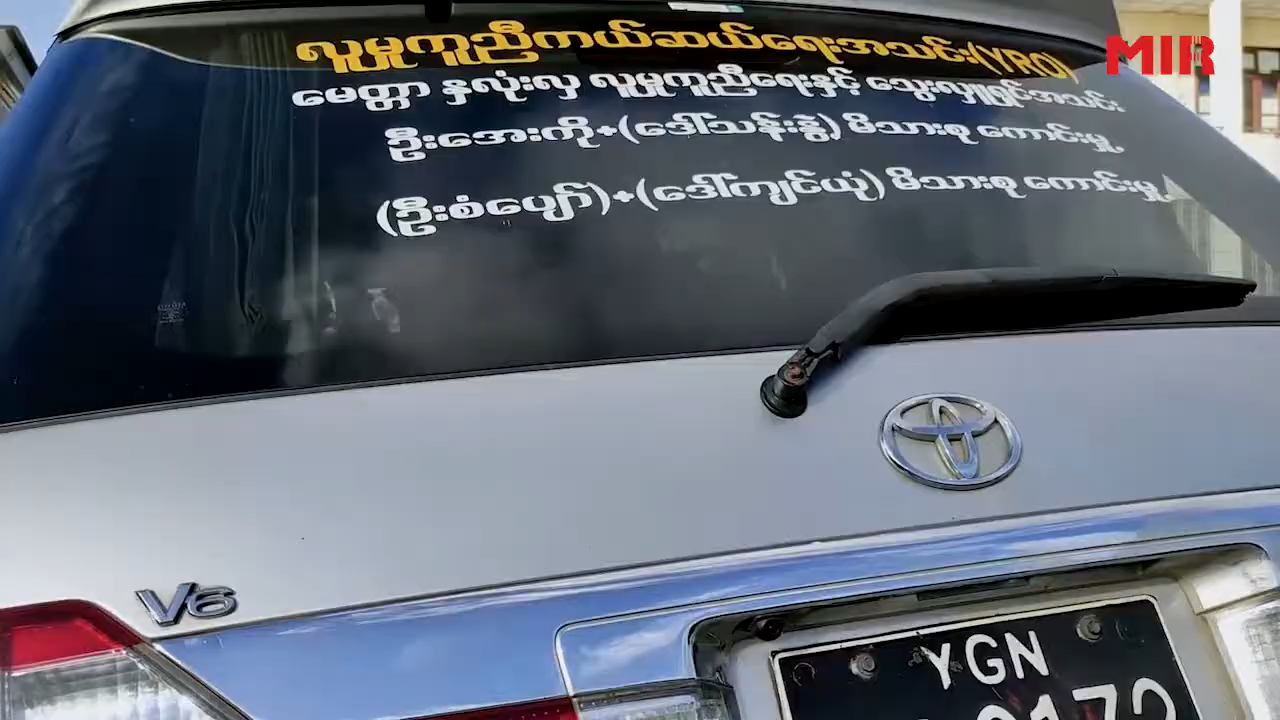 MIR
လူမှုကူညီကယ်ဆယ်ရေးအသင်း(YRO)
မေတ္တာ နှလုံးလှ လူမှုကူညီရေးနှင့် သွေးလှူရှင်အသင်း
ဦးအေးကို+(ဒေါ်သန်းနွဲ့) မိသားစု ကောင်းမှု
(ဦးစံပျော်)+(ဒေါ်ကျင်ယုံ) မိသားစု ကောင်းမှု
V6
YGN